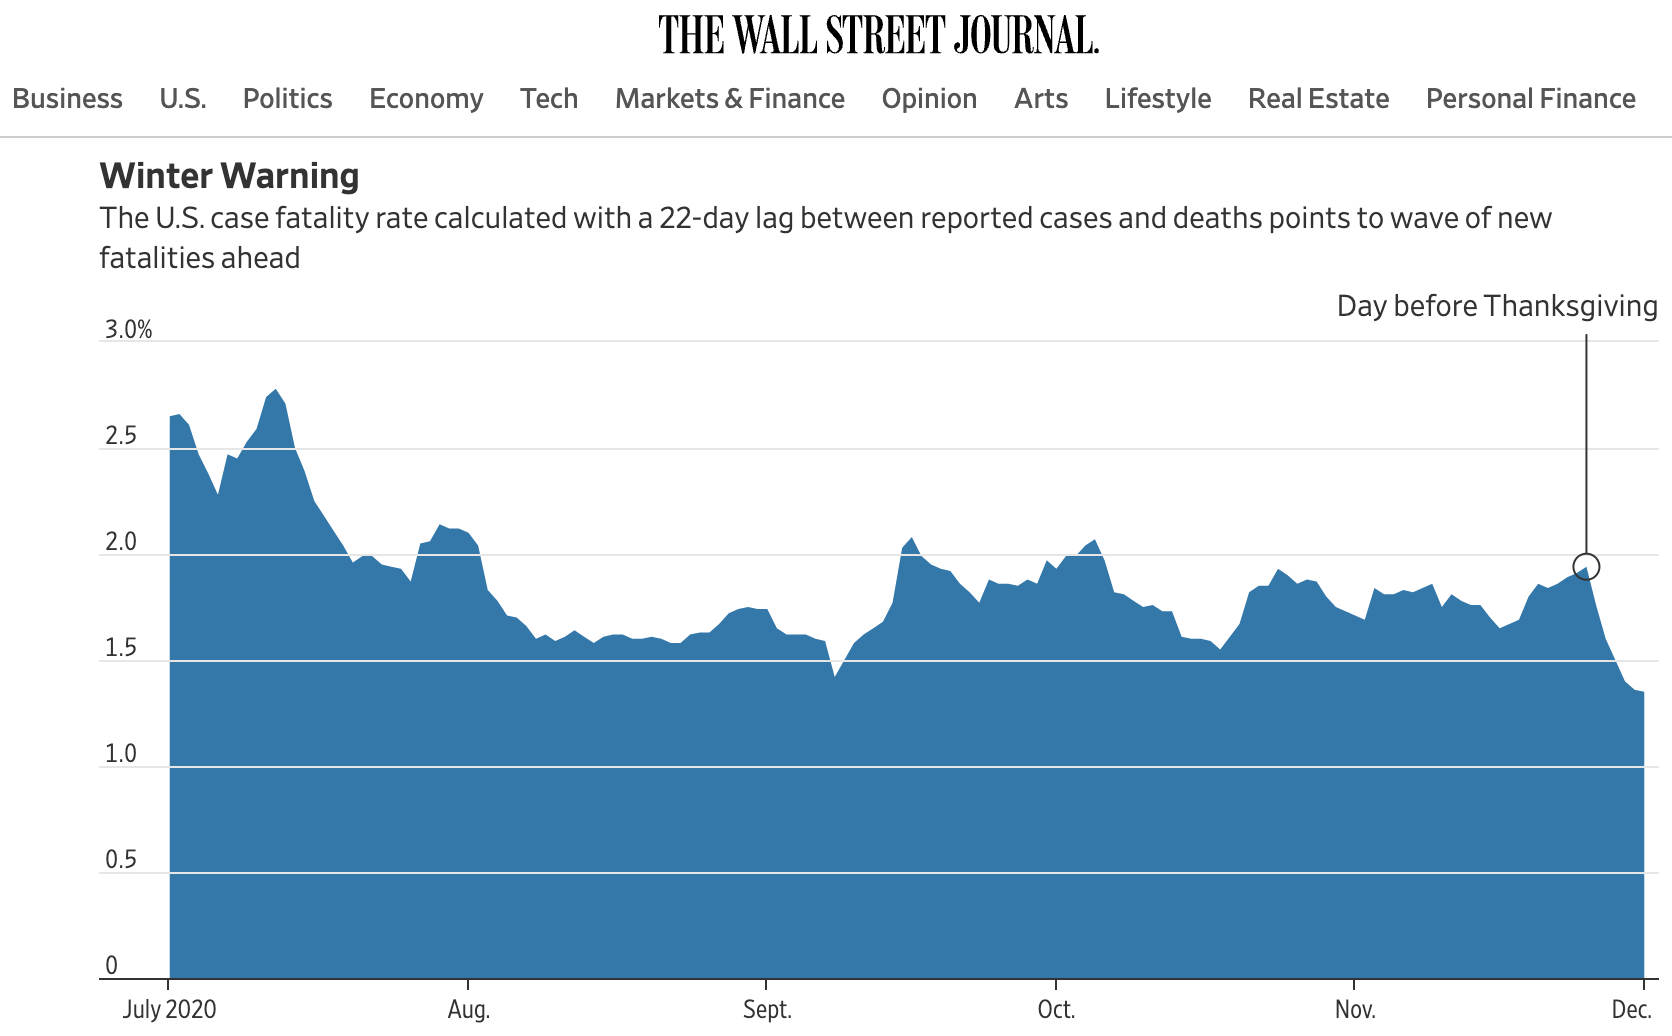 THE WALL STREET JOURNAL.
Business U.S. Politics Economy Tech Markets & Finance Opinion Arts Lifestyle Real Estate Personal Finance
Winter Warning
The U.S. case fatality rate calculated with a 22-day lag between reported cases and deaths points to wave of new
fatalities ahead
Day before Thanksgiving
3.0%
2.5
2.0
1.5
1.0
0.5
0
July 2020 Aug. Sept. Oct. Nov. Dec.